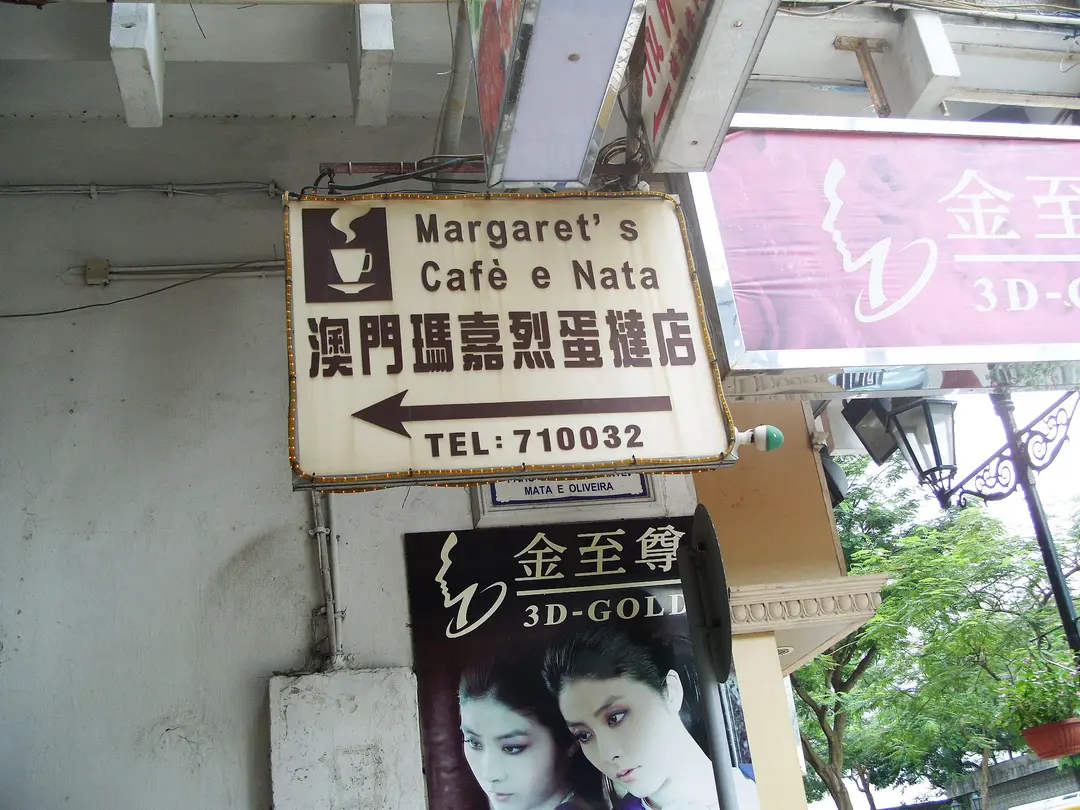 Margaret's
Cafè e Nata
澳門瑪嘉烈蛋撻店
TEL: 710032
金至
3D-G
MATA E OLIVEIRA
金至尊
3D-GOLD